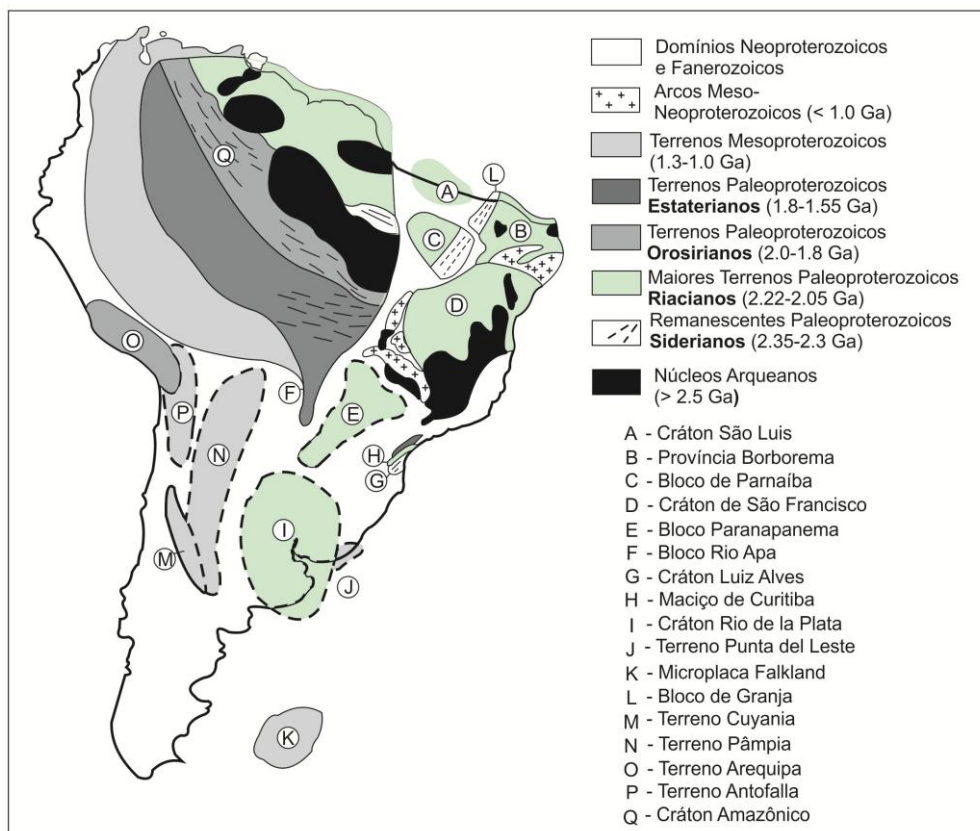 Domínios Neoproterozoicos
e Fanerozoicos
Arcos Meso-
Neoproterozoicos (< 1.0 Ga)
Terrenos Mesoproterozoicos
(1.3-1.0 Ga)
Terrenos Paleoproterozoicos
Estaterianos (1.8-1.55 Ga)
Terrenos Paleoproterozoicos
Orosirianos (2.0-1.8 Ga)
Maiores Terrenos Paleoproterozoicos
Riacianos (2.22-2.05 Ga)
Remanescentes Paleoproterozoicos
Siderianos (2.35-2.3 Ga)
Núcleos Arqueanos
(> 2.5 Ga)
A - Cráton São Luis
B - Província Borborema
C - Bloco de Parnaíba
D - Cráton de São Francisco
E - Bloco Paranapanema
F - Bloco Rio Apa
G - Cráton Luiz Alves
H - Maciço de Curitiba
I - Cráton Rio de la Plata
J - Terreno Punta del Leste
K - Microplaca Falkland
L - Bloco de Granja
M - Terreno Cuyania
N - Terreno Pâmpia
O - Terreno Arequipa
P - Terreno Antofalla
Q - Cráton Amazônico
Q
L
A
C
B
D
O
F
P
E
N
H
G
I
M
J
K